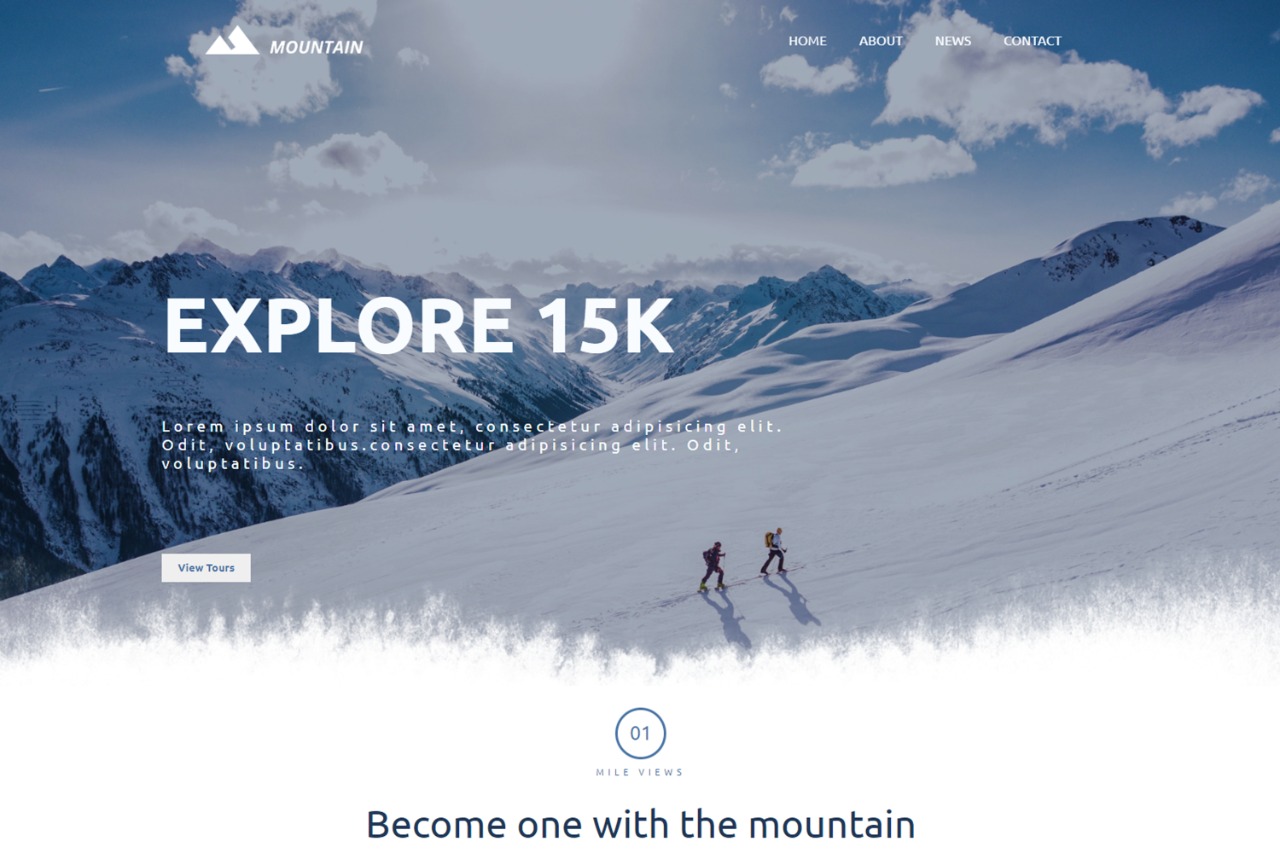 MOUNTAIN
HOME ABOUT NEWS CONTACT
EXPLORE 15K
Lorem ipsum dolor sit amet, consectetur adipisicing elit.
Odit, voluptatibus.consectetur adipisicing elit. Odit,
voluptatibus.
View Tours
01
MILE VIEWS
Become one with the mountain